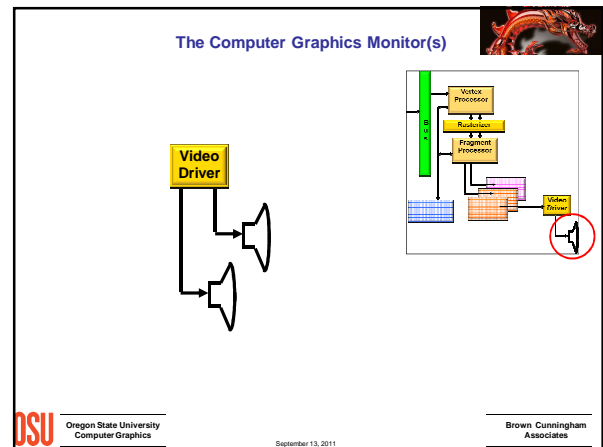 The Computer Graphics Monitor(s)
Vertex
Processor
B
u
s
Rasterizer
Fragment
Processor
Video
Driver
Video
Driver
OSU
Oregon State University
Computer Graphics
September 13, 2011
Brown Cunningham
Associates